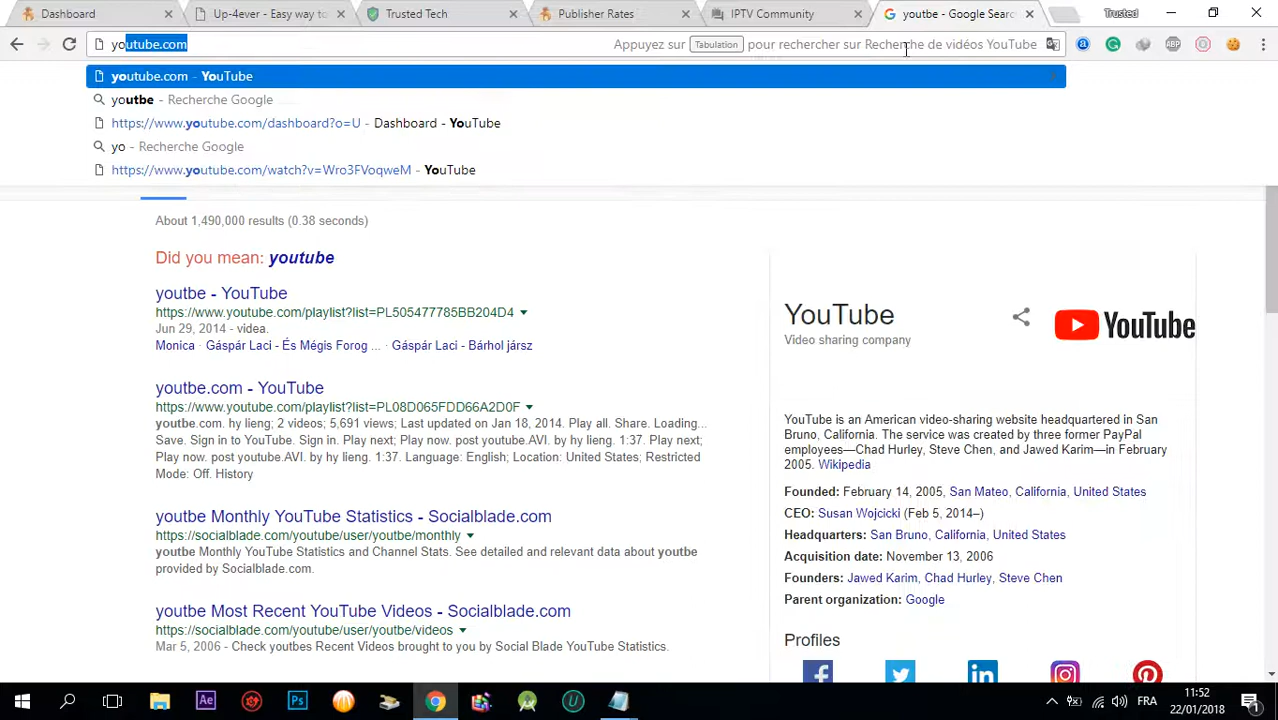 Dashboard
Up-4ever - Easy way to
Trusted Tech
Publisher Rates
IPTV Community
youtbe - Google Searc
Trusted
youtube.com
Appuyez sur Tabulation pour rechercher sur Recherche de vidéos YouTube
ABP
youtube.com - YouTube
youtbe - Recherche Google
https://www.youtube.com/dashboard?o=U - Dashboard - YouTube
yo - Recherche Google
https://www.youtube.com/watch?v=Wro3FVoqweM - YouTube
About 1,490,000 results (0.38 seconds)
Did you mean: youtube
youtbe - YouTube
https://www.youtube.com/playlist?list=PL505477785BB204D4
Jun 29, 2014 - videa.
Monica · Gáspár Laci - És Mégis Forog ... · Gáspár Laci - Bárhol jársz
youtbe.com - YouTube
https://www.youtube.com/playlist?list=PL08D065FDD66A2D0F
youtbe.com. hy lieng; 2 videos; 5,691 views; Last updated on Jan 18, 2014. Play all. Share. Loading...
Save. Sign in to YouTube. Sign in. Play next; Play now. post youtube.AVI. by hy lieng. 1:37. Play next;
Play now. post youtube.AVI. by hy lieng. 1:37. Language: English; Location: United States; Restricted
Mode: Off. History
youtbe Monthly YouTube Statistics - Socialblade.com
https://socialblade.com/youtube/user/youtbe/monthly
youtbe Monthly YouTube Statistics and Channel Stats. See detailed and relevant data about youtbe
provided by Socialblade.com.
youtbe Most Recent YouTube Videos - Socialblade.com
https://socialblade.com/youtube/user/youtbe/videos
Mar 5, 2006 - Check youtbes Recent Videos brought to you by Social Blade YouTube Statistics.
YouTube
Video sharing company
YouTube
YouTube is an American video-sharing website headquartered in San
Bruno, California. The service was created by three former PayPal
employees—Chad Hurley, Steve Chen, and Jawed Karim—in February
2005. Wikipedia
Founded: February 14, 2005, San Mateo, California, United States
CEO: Susan Wojcicki (Feb 5, 2014–)
Headquarters: San Bruno, California, United States
Acquisition date: November 13, 2006
Founders: Jawed Karim, Chad Hurley, Steve Chen
Parent organization: Google
Profiles
Ae
Ps
FRA
11:52
22/01/2018